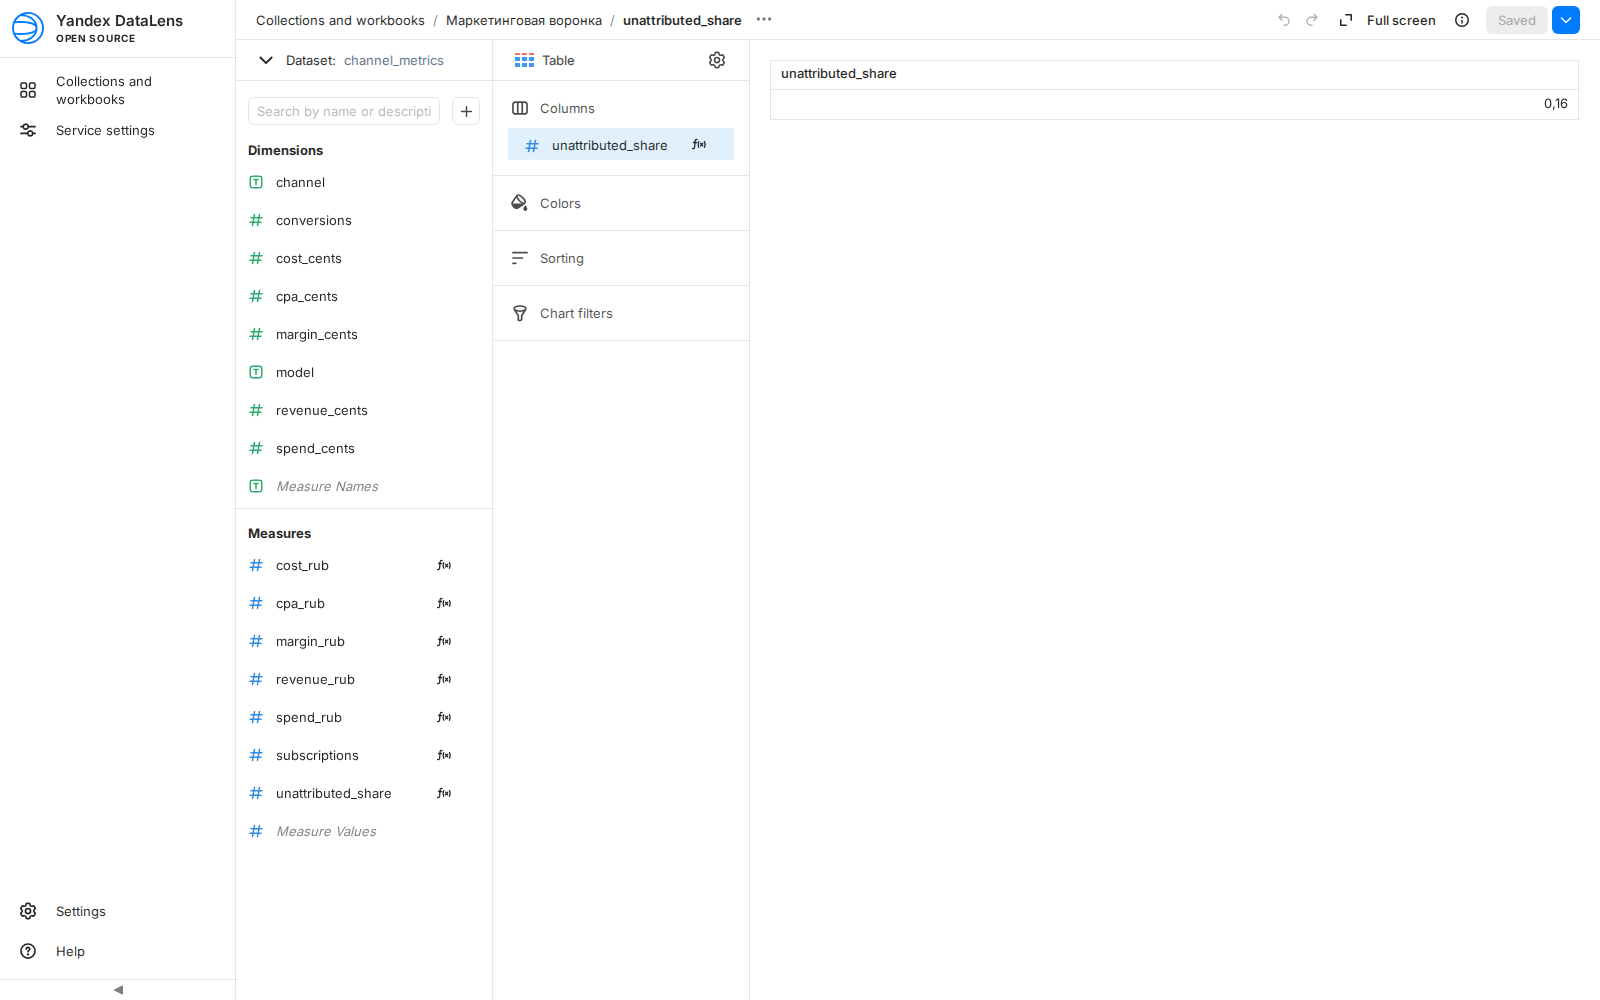 Yandex DataLens
OPEN SOURCE
Collections and workbooks
Service settings
Settings
Help
Collections and workbooks / Маркетинговая воронка / unattributed_share
Full screen
Saved
Dataset: channel_metrics
Search by name or descripti
Dimensions
channel
conversions
cost_cents
cpa_cents
margin_cents
model
revenue_cents
spend_cents
Measure Names
Measures
cost_rub
cpa_rub
margin_rub
revenue_rub
spend_rub
subscriptions
unattributed_share
Measure Values
Table
Columns
unattributed_share
Colors
Sorting
Chart filters
unattributed_share
0,16